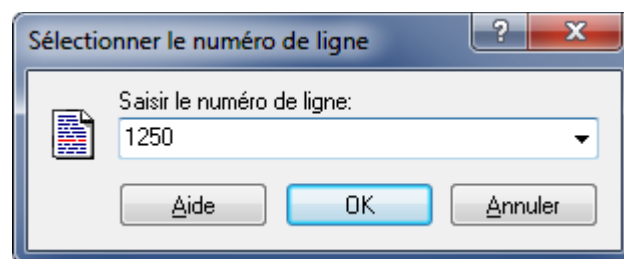 Sélectionner le numéro de ligne
Saisir le numéro de ligne:
1250
Aide OK Annuler